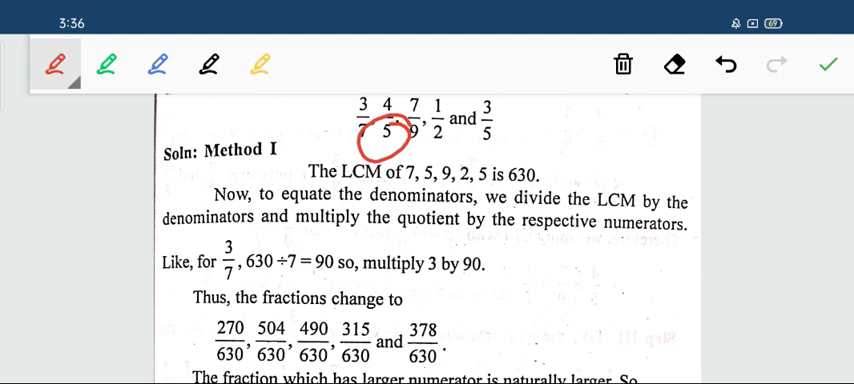 3:36
69
3/7, 4/5, 7/9, 1/2 and 3/5
Soln: Method I
The LCM of 7, 5, 9, 2, 5 is 630.
Now, to equate the denominators, we divide the LCM by the
denominators and multiply the quotient by the respective numerators.
Like, for 3/7, 630 ÷7 = 90 so, multiply 3 by 90.
Thus, the fractions change to
270/630, 504/630, 490/630, 315/630 and 378/630.
The fraction which has larger numerator is naturally larger. So